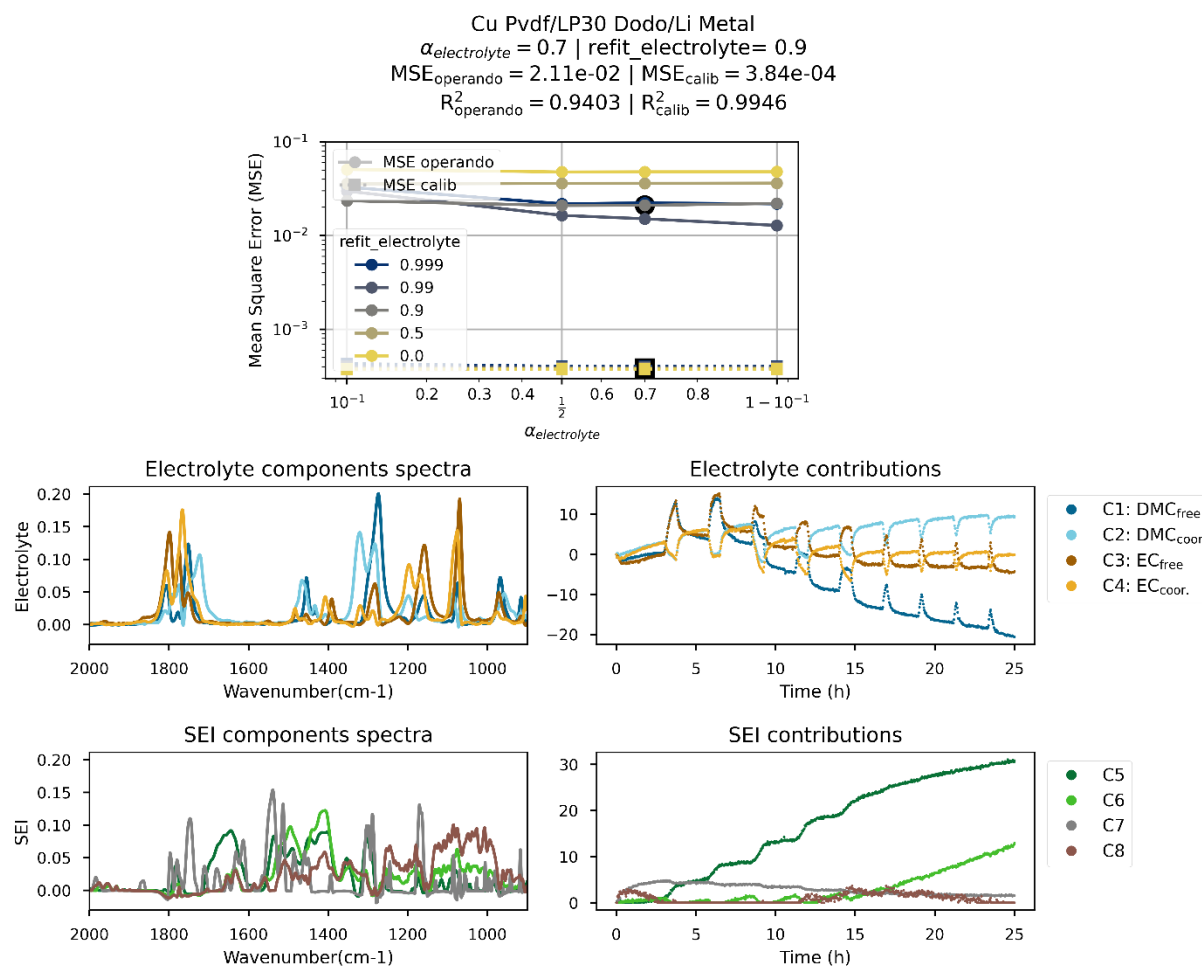 Cu Pvdf/LP30 Dodo/Li Metal
α_electrolyte = 0.7 | refit_electrolyte= 0.9
MSE_operando = 2.11e-02 | MSE_calib = 3.84e-04
R²_operando = 0.9403 | R²_calib = 0.9946
Mean Square Error (MSE)
10⁻¹
10⁻²
10⁻³
MSE operando
MSE calib
refit_electrolyte
0.999
0.99
0.9
0.5
0.0
10⁻¹ 0.2 0.3 0.4 1/2 0.6 0.7 1 − 10⁻¹
α_electrolyte
Electrolyte components spectra
Electrolyte
0.20
0.15
0.10
0.05
0.00
2000 1800 1600 1400 1200 1000
Wavenumber(cm-1)
Electrolyte contributions
10
0
−10
−20
0 5 10 15 20 25
Time (h)
C1: DMC_free
C2: DMC_coor.
C3: EC_free
C4: EC_coor.
SEI components spectra
SEI
0.20
0.15
0.10
0.05
0.00
2000 1800 1600 1400 1200 1000
Wavenumber(cm-1)
SEI contributions
30
20
10
0
0 5 10 15 20 25
Time (h)
C5
C6
C7
C8